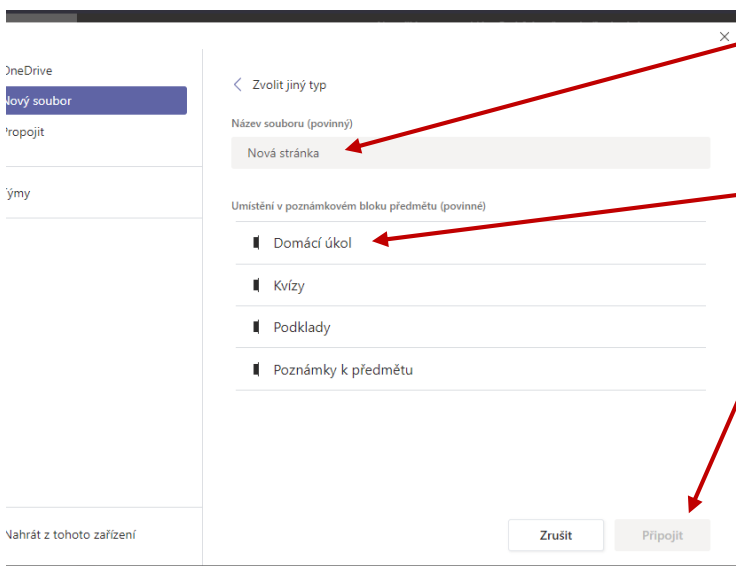 OneDrive
Nový soubor
Propojit
Týmy
Nahrát z tohoto zařízení
Zvolit jiný typ
Název souboru (povinný)
Nová stránka
Umístění v poznámkovém bloku předmětu (povinné)
Domácí úkol
Kvízy
Podklady
Poznámky k předmětu
Zrušit
Připojit